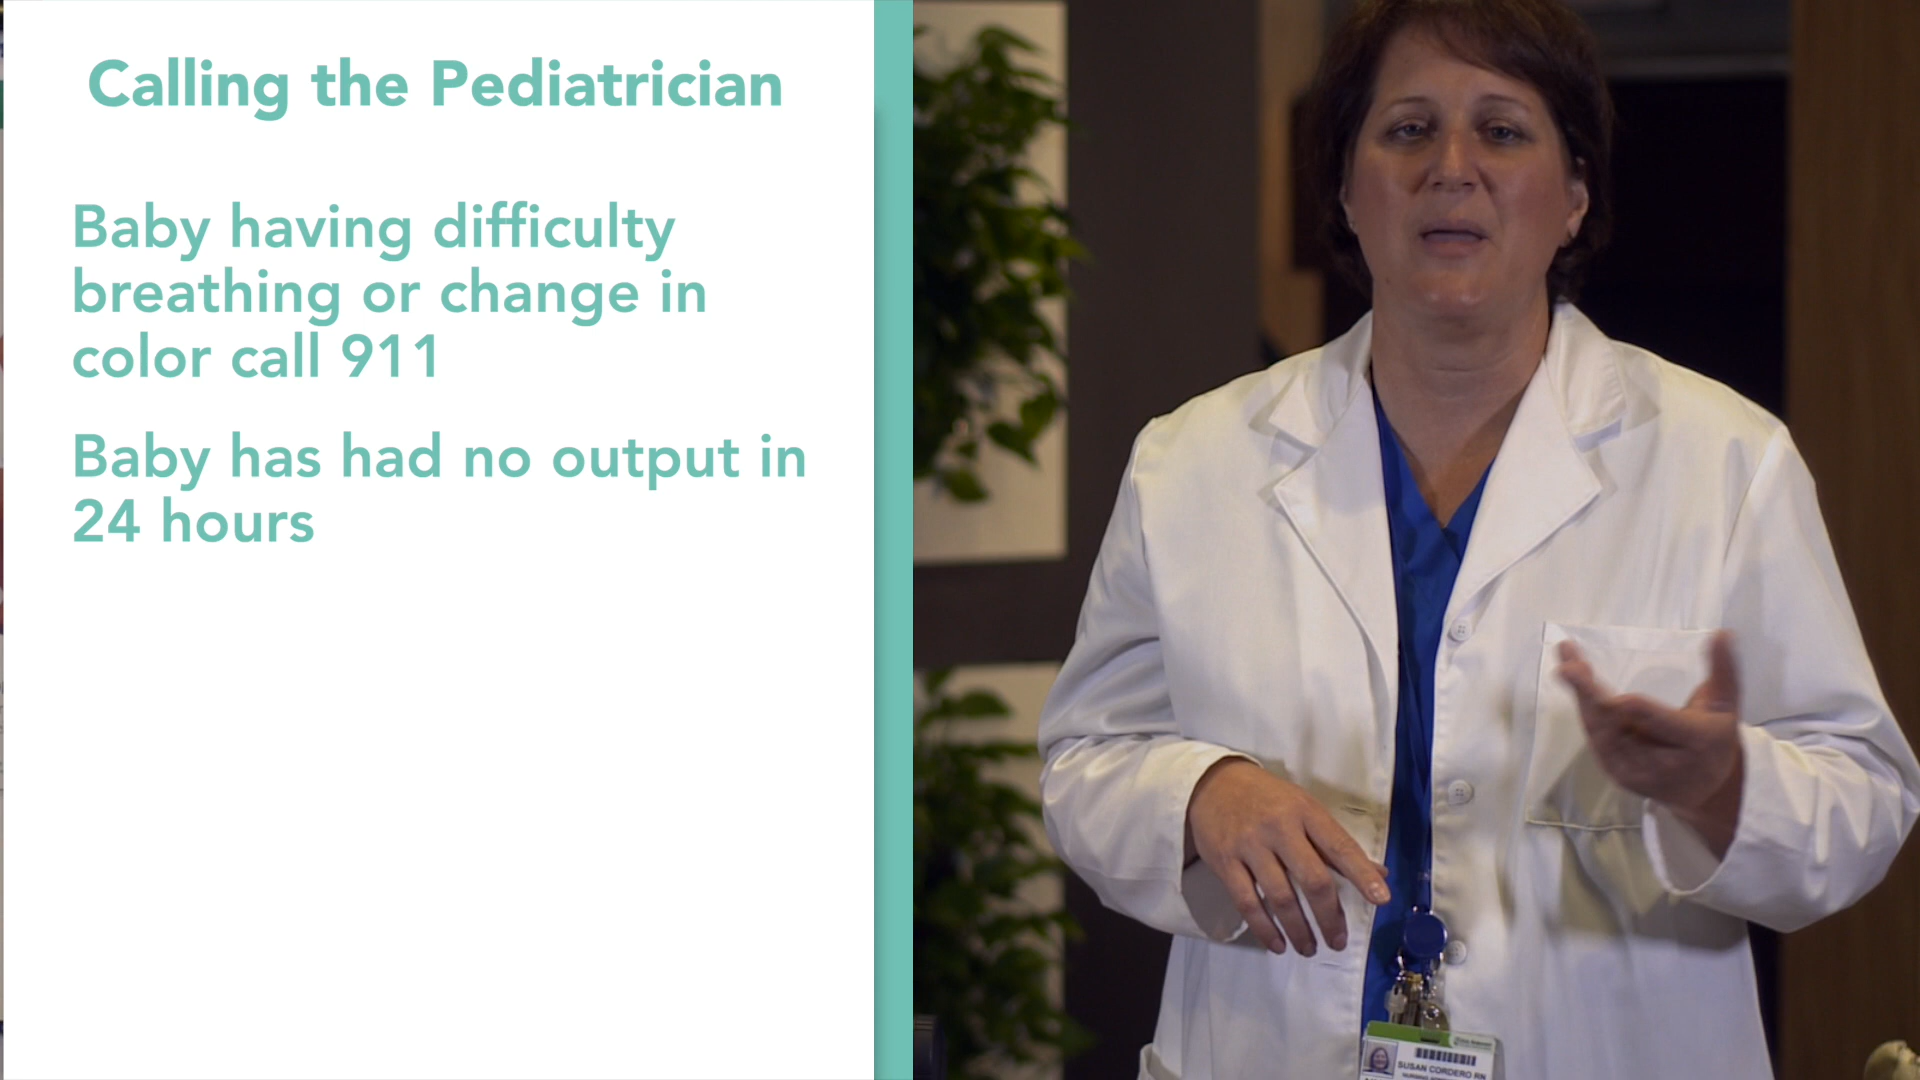 Calling the Pediatrician
Baby having difficulty
breathing or change in
color call 911
Baby has had no output in
24 hours
SUSAN CORDERO RN